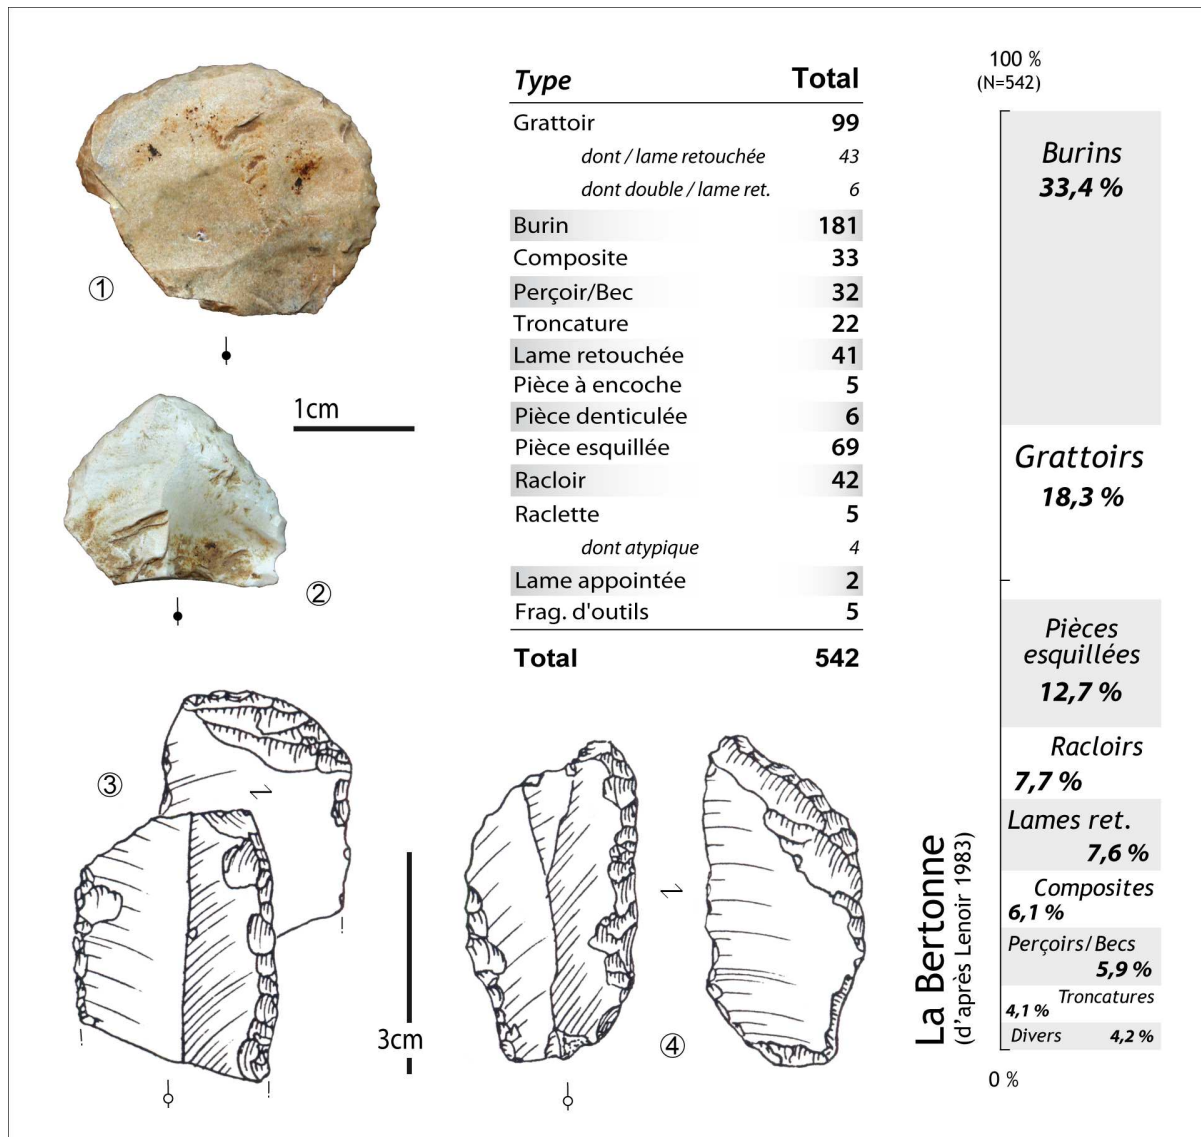 ①
②
1cm
③
④
3cm
Type Total
Grattoir 99
dont / lame retouchée 43
dont double / lame ret. 6
Burin 181
Composite 33
Perçoir/Bec 32
Troncature 22
Lame retouchée 41
Pièce à encoche 5
Pièce denticulée 6
Pièce esquillée 69
Racloir 42
Raclette 5
dont atypique 4
Lame appointée 2
Frag. d'outils 5
Total 542
100 %
(N=542)
Burins
33,4 %
Grattoirs
18,3 %
Pièces
esquillées
12,7 %
Racloirs
7,7 %
Lames ret.
7,6 %
Composites
6,1 %
Perçoirs/Becs
5,9 %
Troncatures
4,1 %
Divers 4,2 %
0 %
La Bertonne
(d'après Lenoir 1983)